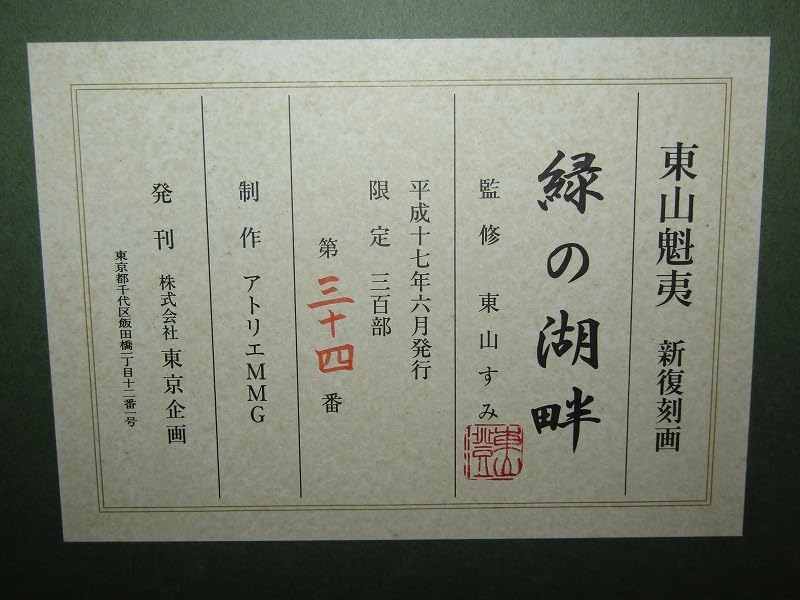 東山魁夷 新復刻画
緑の湖畔
監修 東山すみ
平成十七年六月発行
限定 三百部
第 三十四 番
制作 アトリエMMG
発刊 株式会社 東京企画
東京都千代区飯田橋二丁目十二番一号